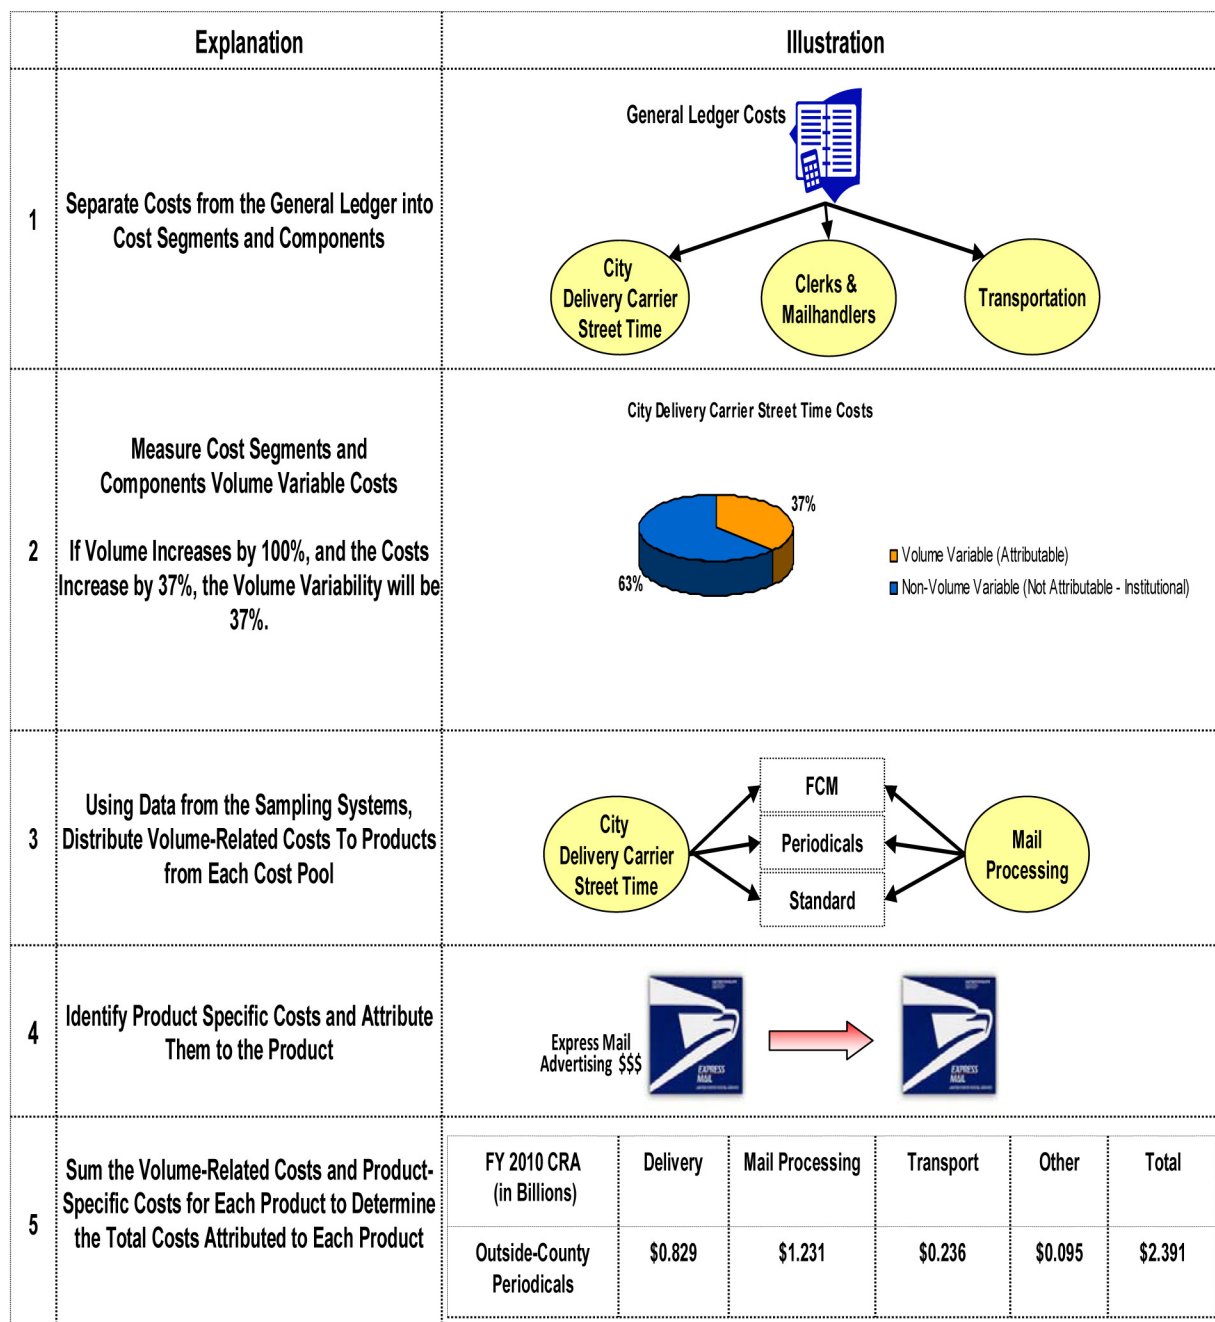 Explanation
Illustration
1
Separate Costs from the General Ledger into
Cost Segments and Components
General Ledger Costs
City
Delivery Carrier
Street Time
Clerks &
Mailhandlers
Transportation
2
Measure Cost Segments and
Components Volume Variable Costs
If Volume Increases by 100%, and the Costs
Increase by 37%, the Volume Variability will be
37%.
City Delivery Carrier Street Time Costs
37%
63%
Volume Variable (Attributable)
Non-Volume Variable (Not Attributable - Institutional)
3
Using Data from the Sampling Systems,
Distribute Volume-Related Costs To Products
from Each Cost Pool
City
Delivery Carrier
Street Time
FCM
Periodicals
Standard
Mail
Processing
4
Identify Product Specific Costs and Attribute
Them to the Product
Express Mail
Advertising $$$
EXPRESS
MAIL
EXPRESS
MAIL
5
Sum the Volume-Related Costs and Product-
Specific Costs for Each Product to Determine
the Total Costs Attributed to Each Product
FY 2010 CRA
(in Billions)
Delivery
Mail Processing
Transport
Other
Total
Outside-County
Periodicals
$0.829
$1.231
$0.236
$0.095
$2.391